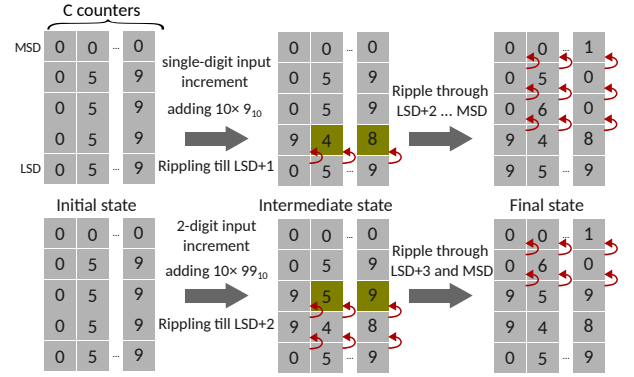 C counters
MSD 0 0 ... 0
0 5 9
0 5 9
0 5 9
LSD 0 5 ... 9
single-digit input
increment
adding 10× 9₁₀
Rippling till LSD+1
0 0 ... 0
0 5 9
0 5 9
9 4 8
0 5 ... 9
Ripple through
LSD+2 ... MSD
0 0 ... 1
0 5 0
0 6 0
9 4 8
9 5 ... 9
Initial state
Intermediate state
Final state
0 0 ... 0
0 5 9
0 5 9
0 5 9
0 5 ... 9
2-digit input
increment
adding 10× 99₁₀
Rippling till LSD+2
0 0 ... 0
0 5 9
9 5 9
9 4 8
0 5 ... 9
Ripple through
LSD+3 and MSD
0 0 ... 1
0 6 0
9 5 9
9 4 8
0 5 ... 9